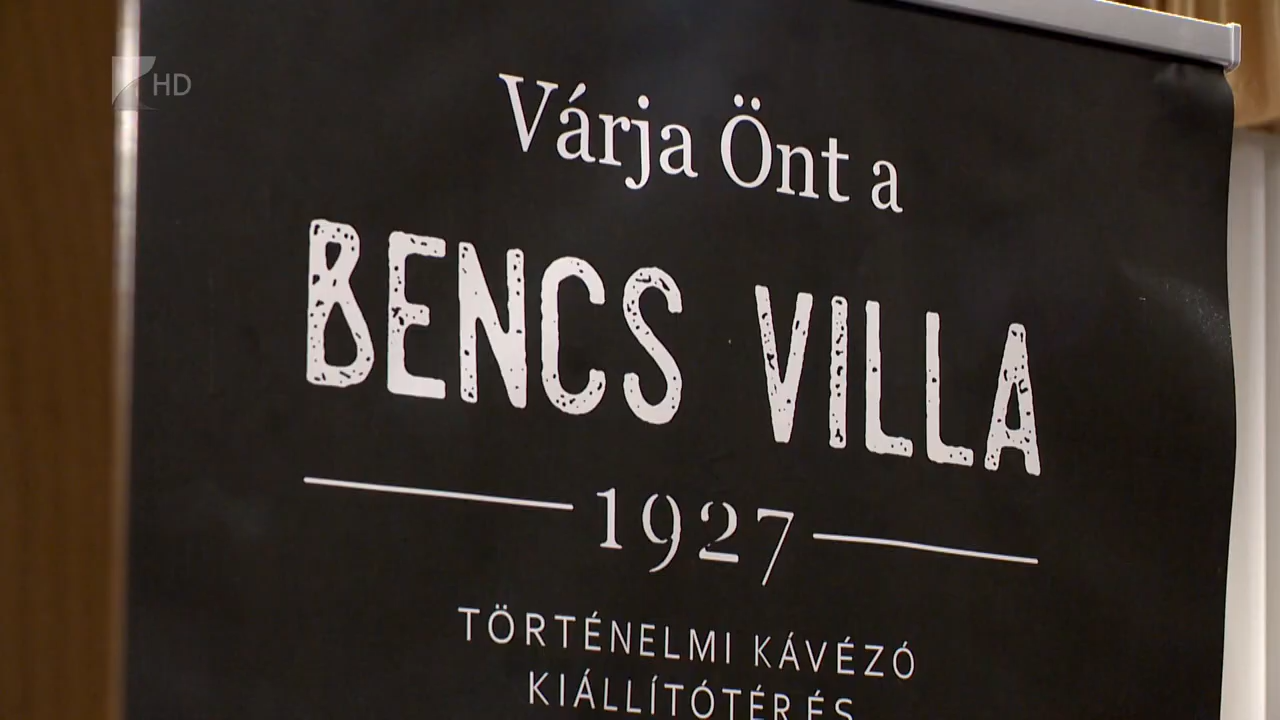 HD
Várja Önt a
BENCS VILLA
1927
TÖRTÉNELMI KÁVÉZÓ
KIÁLLÍTÓTÉR ÉS